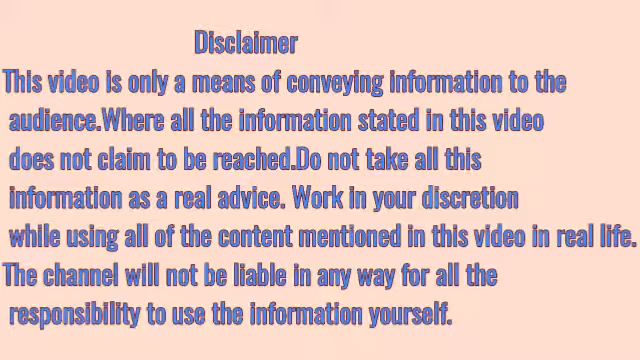 Disclaimer
This video is only a means of conveying information to the
audience.Where all the information stated in this video
does not claim to be reached.Do not take all this
information as a real advice. Work in your discretion
while using all of the content mentioned in this video in real life.
The channel will not be liable in any way for all the
responsibility to use the information yourself.